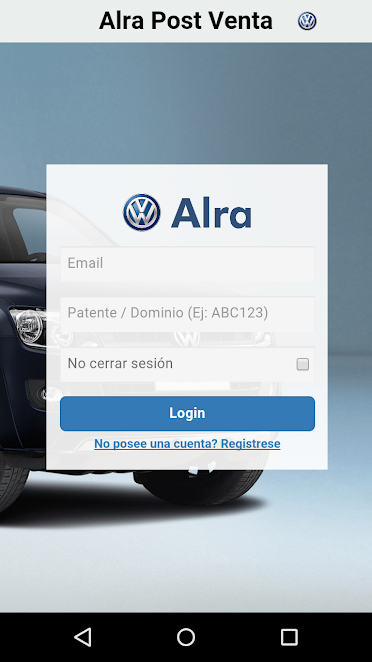 Alra Post Venta
Alra
Email
Patente / Dominio (Ej: ABC123)
No cerrar sesión
Login
No posee una cuenta? Registrese